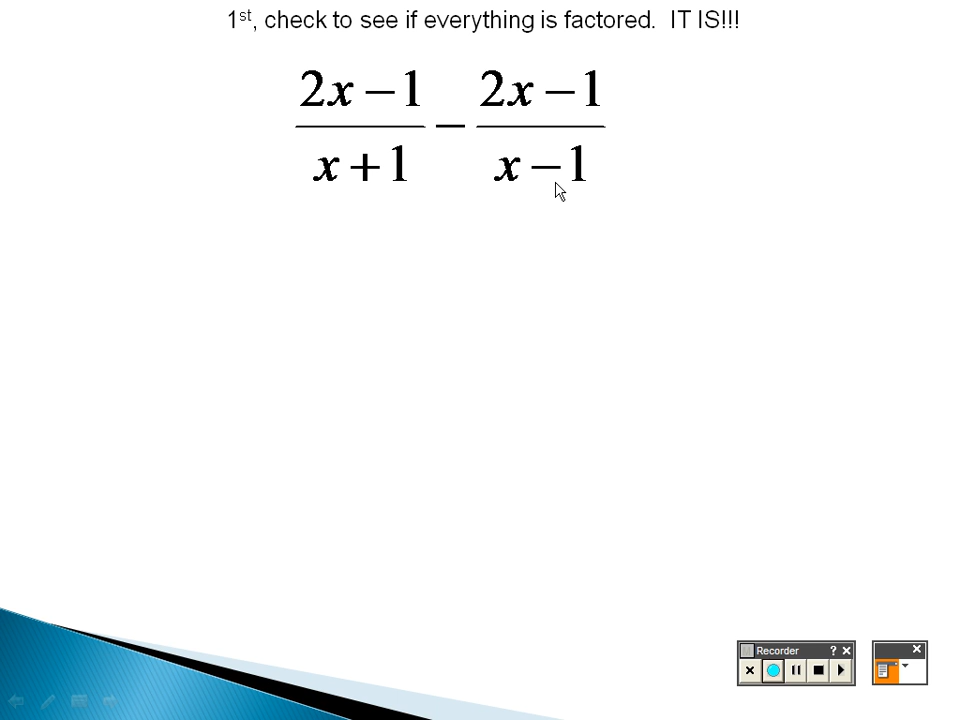 1st, check to see if everything is factored. IT IS!!!
2x − 1 2x − 1
−
x + 1 x − 1
Recorder ? ×